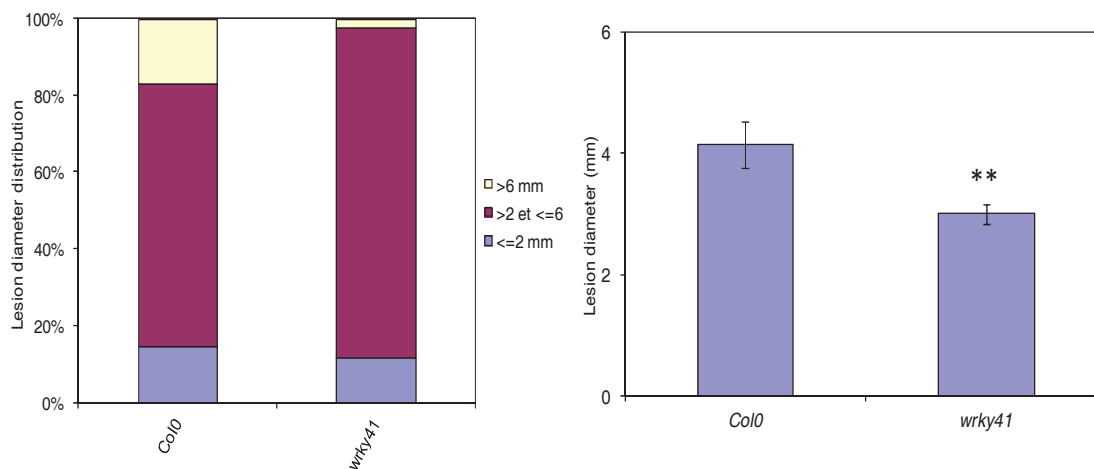 100%
80%
60%
40%
20%
0%
Lesion diameter distribution
Col0
wrky41
>6 mm
>2 et <=6
<=2 mm
6
4
2
0
Lesion diameter (mm)
**
Col0
wrky41